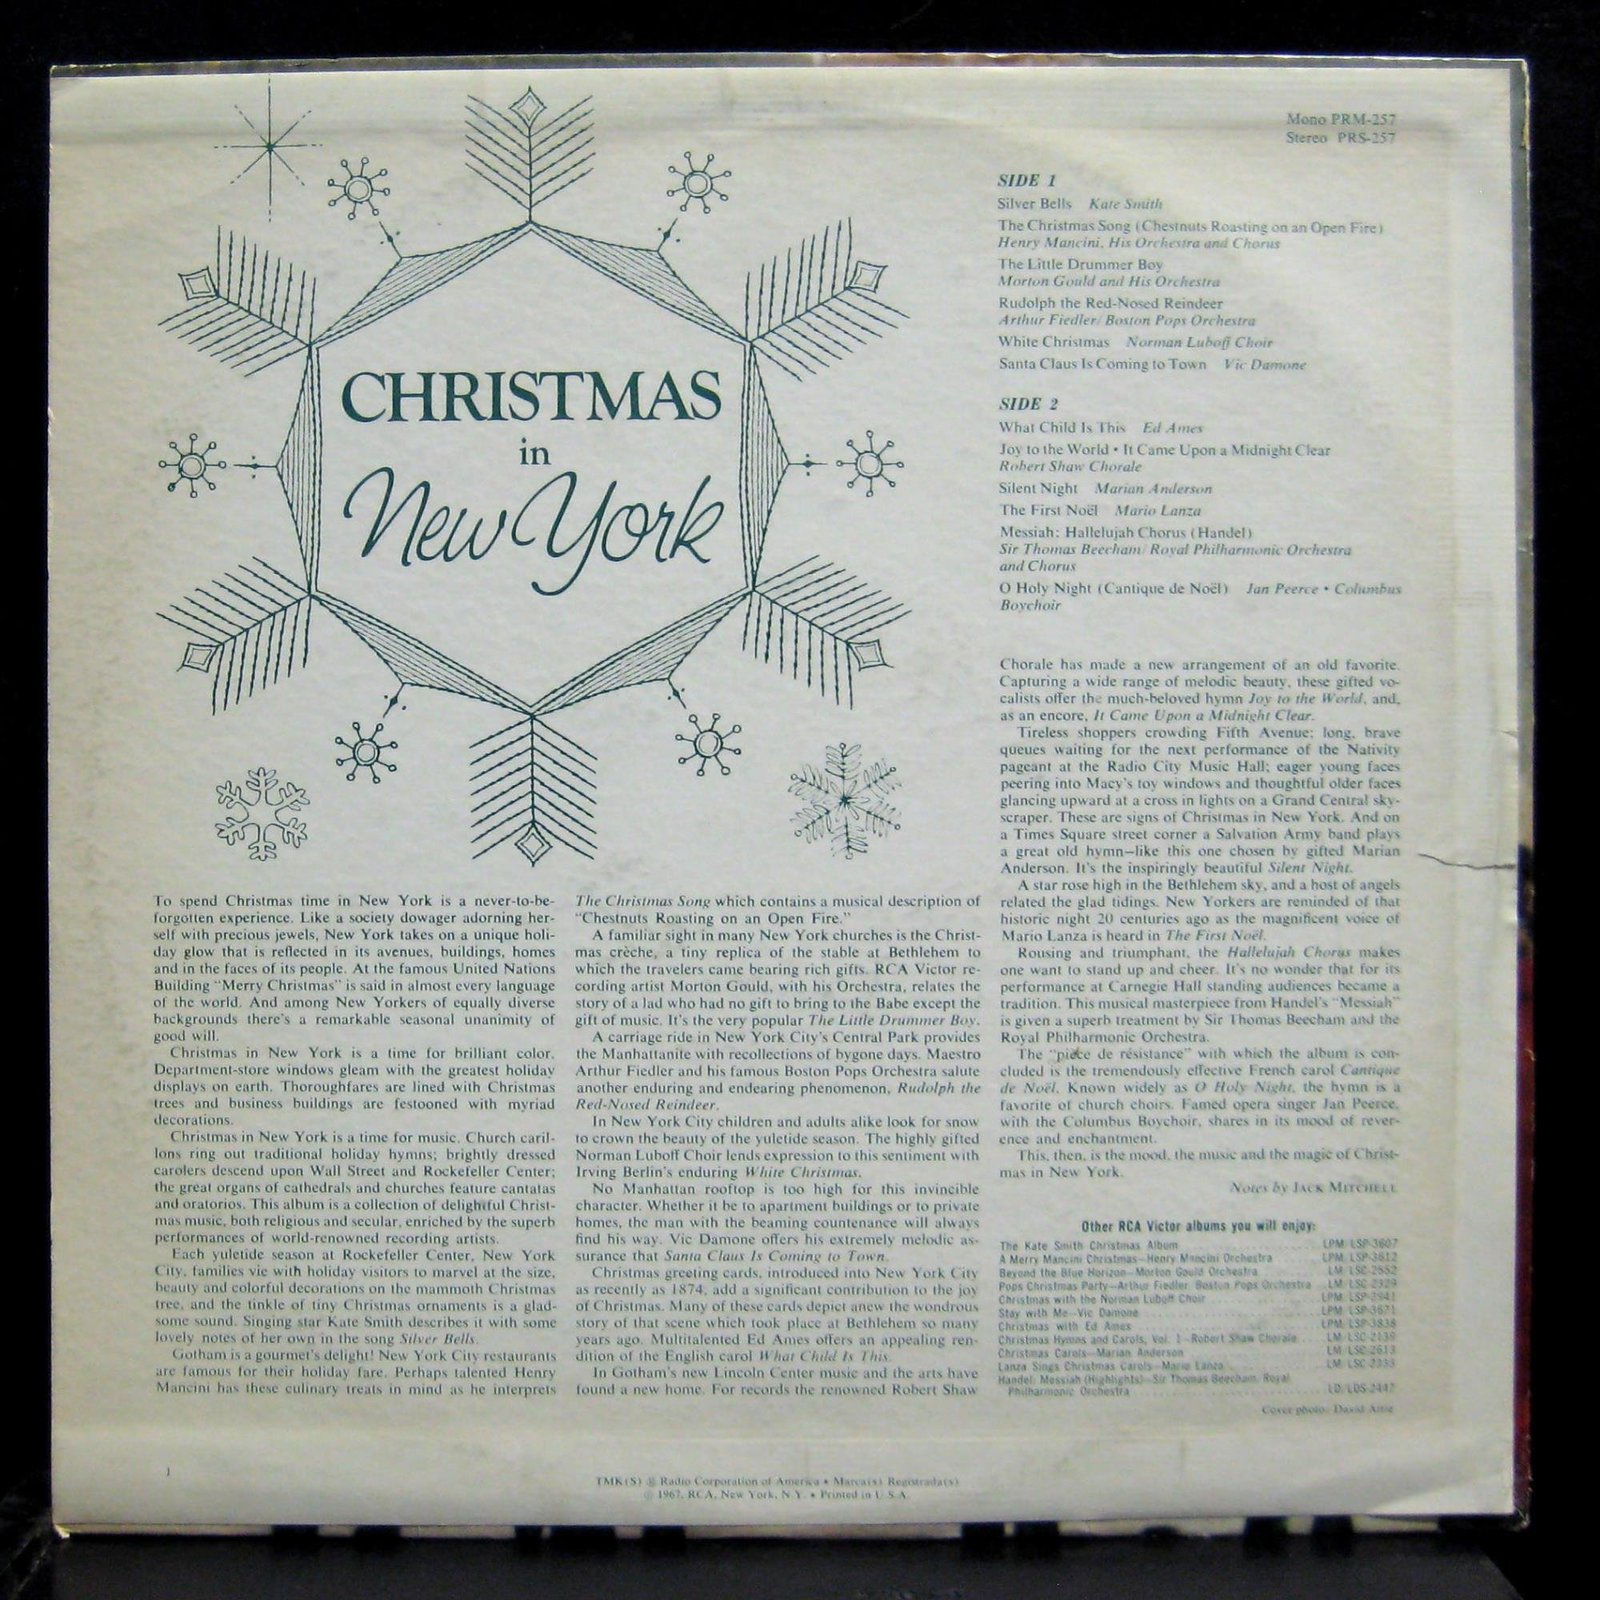 Mono PRM-257
Stereo PRS-257
CHRISTMAS
in
New York
SIDE 1
Silver Bells Kate Smith
The Christmas Song (Chestnuts Roasting on an Open Fire)
Henry Mancini, His Orchestra and Chorus
The Little Drummer Boy
Morton Gould and His Orchestra
Rudolph the Red-Nosed Reindeer
Arthur Fiedler/Boston Pops Orchestra
White Christmas Norman Luboff Choir
Santa Claus Is Coming to Town Vic Damone
SIDE 2
What Child Is This Ed Ames
Joy to the World • It Came Upon a Midnight Clear
Robert Shaw Chorale
Silent Night Marian Anderson
The First Noël Mario Lanza
Messiah: Hallelujah Chorus (Handel)
Sir Thomas Beecham/Royal Philharmonic Orchestra
and Chorus
O Holy Night (Cantique de Noël) Jan Peerce • Columbus
Boychoir
To spend Christmas time in New York is a never-to-be-
forgotten experience. Like a society dowager adorning her-
self with precious jewels, New York takes on a unique holi-
day glow that is reflected in its avenues, buildings, homes
and in the faces of its people. At the famous United Nations
Building "Merry Christmas" is said in almost every language
of the world. And among New Yorkers of equally diverse
backgrounds there's a remarkable seasonal unanimity of
good will.
Christmas in New York is a time for brilliant color.
Department-store windows gleam with the greatest holiday
displays on earth. Thoroughfares are lined with Christmas
trees and business buildings are festooned with myriad
decorations.
Christmas in New York is a time for music. Church caril-
lons ring out traditional holiday hymns; brightly dressed
carolers descend upon Wall Street and Rockefeller Center;
the great organs of cathedrals and churches feature cantatas
and oratorios. This album is a collection of delightful Christ-
mas music, both religious and secular, enriched by the superb
performances of world-renowned recording artists.
Each yuletide season at Rockefeller Center, New York
City, families vie with holiday visitors to marvel at the size,
beauty and colorful decorations on the mammoth Christmas
tree, and the tinkle of tiny Christmas ornaments is a glad-
some sound. Singing star Kate Smith describes it with some
lovely notes of her own in the song Silver Bells.
Gotham is a gourmet's delight! New York City restaurants
are famous for their holiday fare. Perhaps talented Henry
Mancini has these culinary treats in mind as he interprets
The Christmas Song which contains a musical description of
"Chestnuts Roasting on an Open Fire."
A familiar sight in many New York churches is the Christ-
mas crèche, a tiny replica of the stable at Bethlehem to
which the travelers came bearing rich gifts. RCA Victor re-
cording artist Morton Gould, with his Orchestra, relates the
story of a lad who had no gift to bring to the Babe except the
gift of music. It's the very popular The Little Drummer Boy.
A carriage ride in New York City's Central Park provides
the Manhattanite with recollections of bygone days. Maestro
Arthur Fiedler and his famous Boston Pops Orchestra salute
another enduring and endearing phenomenon, Rudolph the
Red-Nosed Reindeer.
In New York City children and adults alike look for snow
to crown the beauty of the yuletide season. The highly gifted
Norman Luboff Choir lends expression to this sentiment with
Irving Berlin's enduring White Christmas.
No Manhattan rooftop is too high for this invincible
character. Whether it be to apartment buildings or to private
homes, the man with the beaming countenance will always
find his way. Vic Damone offers his extremely melodic as-
surance that Santa Claus Is Coming to Town.
Christmas greeting cards, introduced into New York City
as recently as 1874, add a significant contribution to the joy
of Christmas. Many of these cards depict anew the wondrous
story of that scene which took place at Bethlehem so many
years ago. Multitalented Ed Ames offers an appealing ren-
dition of the English carol What Child Is This.
In Gotham's new Lincoln Center music and the arts have
found a new home. For records the renowned Robert Shaw
Chorale has made a new arrangement of an old favorite.
Capturing a wide range of melodic beauty, these gifted vo-
calists offer the much-beloved hymn Joy to the World, and,
as an encore, It Came Upon a Midnight Clear.
Tireless shoppers crowding Fifth Avenue; long, brave
queues waiting for the next performance of the Nativity
pageant at the Radio City Music Hall; eager young faces
peering into Macy's toy windows and thoughtful older faces
glancing upward at a cross in lights on a Grand Central sky-
scraper. These are signs of Christmas in New York. And on
a Times Square street corner a Salvation Army band plays
a great old hymn—like this one chosen by gifted Marian
Anderson. It's the inspiringly beautiful Silent Night.
A star rose high in the Bethlehem sky, and a host of angels
related the glad tidings. New Yorkers are reminded of that
historic night 20 centuries ago as the magnificent voice of
Mario Lanza is heard in The First Noël.
Rousing and triumphant, the Hallelujah Chorus makes
one want to stand up and cheer. It's no wonder that for its
performance at Carnegie Hall standing audiences became a
tradition. This musical masterpiece from Handel's "Messiah"
is given a superb treatment by Sir Thomas Beecham and the
Royal Philharmonic Orchestra.
The "pièce de résistance" with which the album is con-
cluded is the tremendously effective French carol Cantique
de Noël. Known widely as O Holy Night, the hymn is a
favorite of church choirs. Famed opera singer Jan Peerce,
with the Columbus Boychoir, shares in its mood of rever-
ence and enchantment.
This, then, is the mood, the music and the magic of Christ-
mas in New York.
Notes by JACK MITCHELL
Other RCA Victor albums you will enjoy:
The Kate Smith Christmas Album LPM/LSP-3607
A Merry Mancini Christmas—Henry Mancini Orchestra LPM/LSP-3612
Beyond the Blue Horizon—Morton Gould Orchestra LM/LSC-2552
Pops Christmas Party—Arthur Fiedler/Boston Pops Orchestra LM/LSC-2329
Christmas with the Norman Luboff Choir LPM/LSP-2941
Stay with Me—Vic Damone LPM/LSP-3671
Christmas with Ed Ames LPM/LSP-3838
Christmas Hymns and Carols, Vol. 1—Robert Shaw Chorale LM/LSC-2139
Christmas Carols—Marian Anderson LM/LSC-2613
Lanza Sings Christmas Carols—Mario Lanza LM/LSC-2333
Handel: Messiah (Highlights)—Sir Thomas Beecham, Royal
Philharmonic Orchestra LD/LDS-2447
Cover photo: David Attie
1
TMK(S) ® Radio Corporation of America • Marca(s) Registrada(s)
© 1967, RCA, New York, N.Y. • Printed in U.S.A.